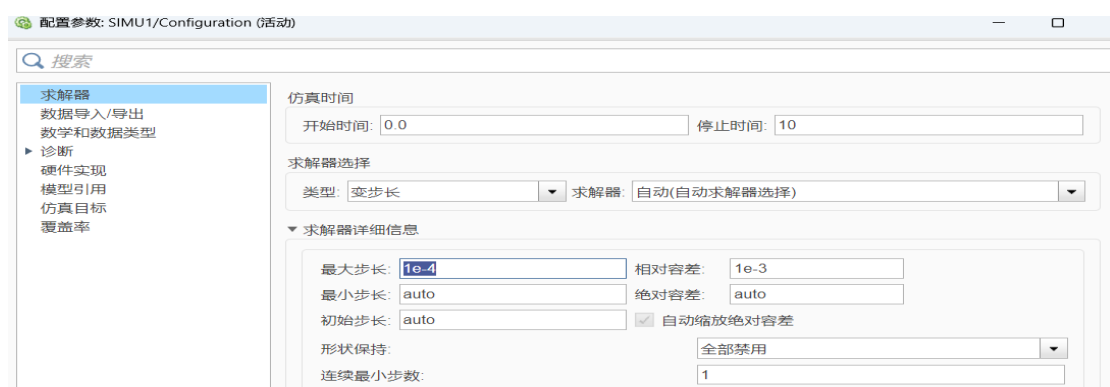 配置参数: SIMU1/Configuration (活动)
搜索
求解器
数据导入/导出
数学和数据类型
诊断
硬件实现
模型引用
仿真目标
覆盖率
仿真时间
开始时间: 0.0 停止时间: 10
求解器选择
类型: 变步长 求解器: 自动(自动求解器选择)
求解器详细信息
最大步长: 1e-4 相对容差: 1e-3
最小步长: auto 绝对容差: auto
初始步长: auto 自动缩放绝对容差
形状保持: 全部禁用
连续最小步数: 1